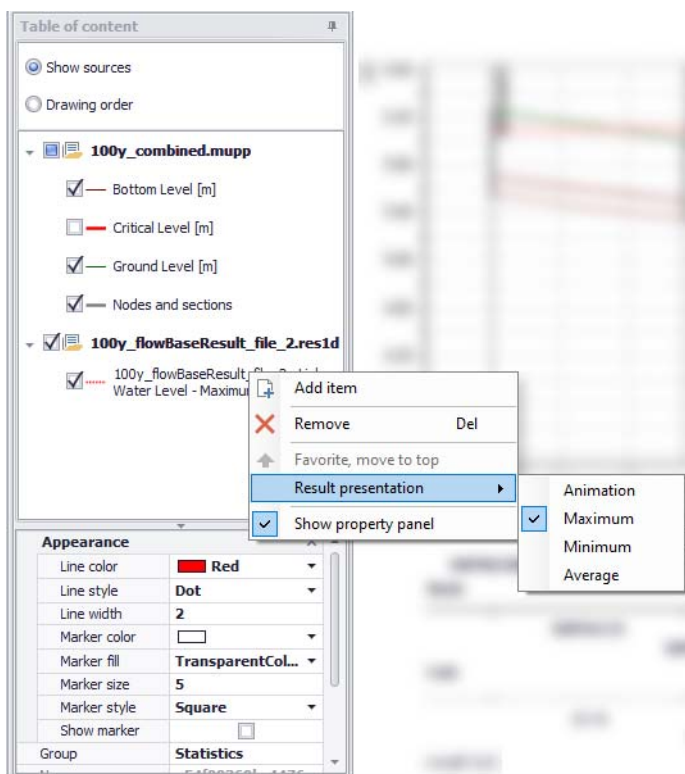 Table of content
Show sources
Drawing order
100y_combined.mupp
Bottom Level [m]
Critical Level [m]
Ground Level [m]
Nodes and sections
100y_flowBaseResult_file_2.res1d
100y_flowBaseResult
Water Level - Maximu
Add item
Remove Del
Favorite, move to top
Result presentation
Show property panel
Animation
Maximum
Minimum
Average
Appearance
Line color Red
Line style Dot
Line width 2
Marker color
Marker fill TransparentCol...
Marker size 5
Marker style Square
Show marker
Group Statistics